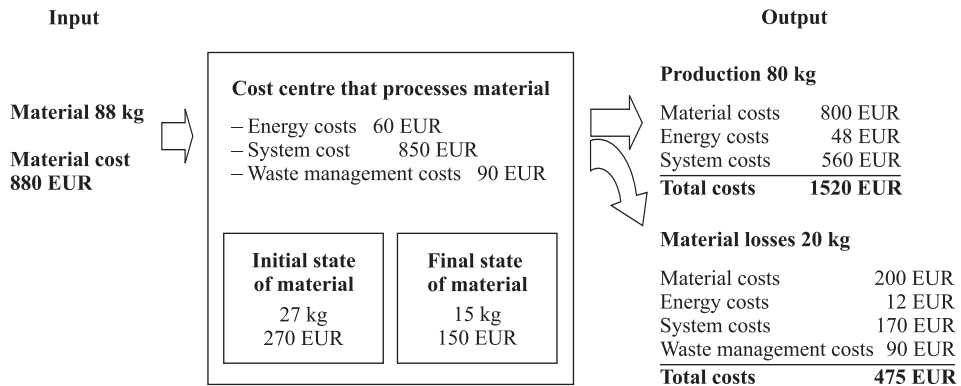 Input
Output
Material 88 kg
Material cost
880 EUR
Cost centre that processes material
– Energy costs 60 EUR
– System cost 850 EUR
– Waste management costs 90 EUR
Initial state
of material
27 kg
270 EUR
Final state
of material
15 kg
150 EUR
Production 80 kg
Material costs 800 EUR
Energy costs 48 EUR
System costs 560 EUR
Total costs 1520 EUR
Material losses 20 kg
Material costs 200 EUR
Energy costs 12 EUR
System costs 170 EUR
Waste management costs 90 EUR
Total costs 475 EUR